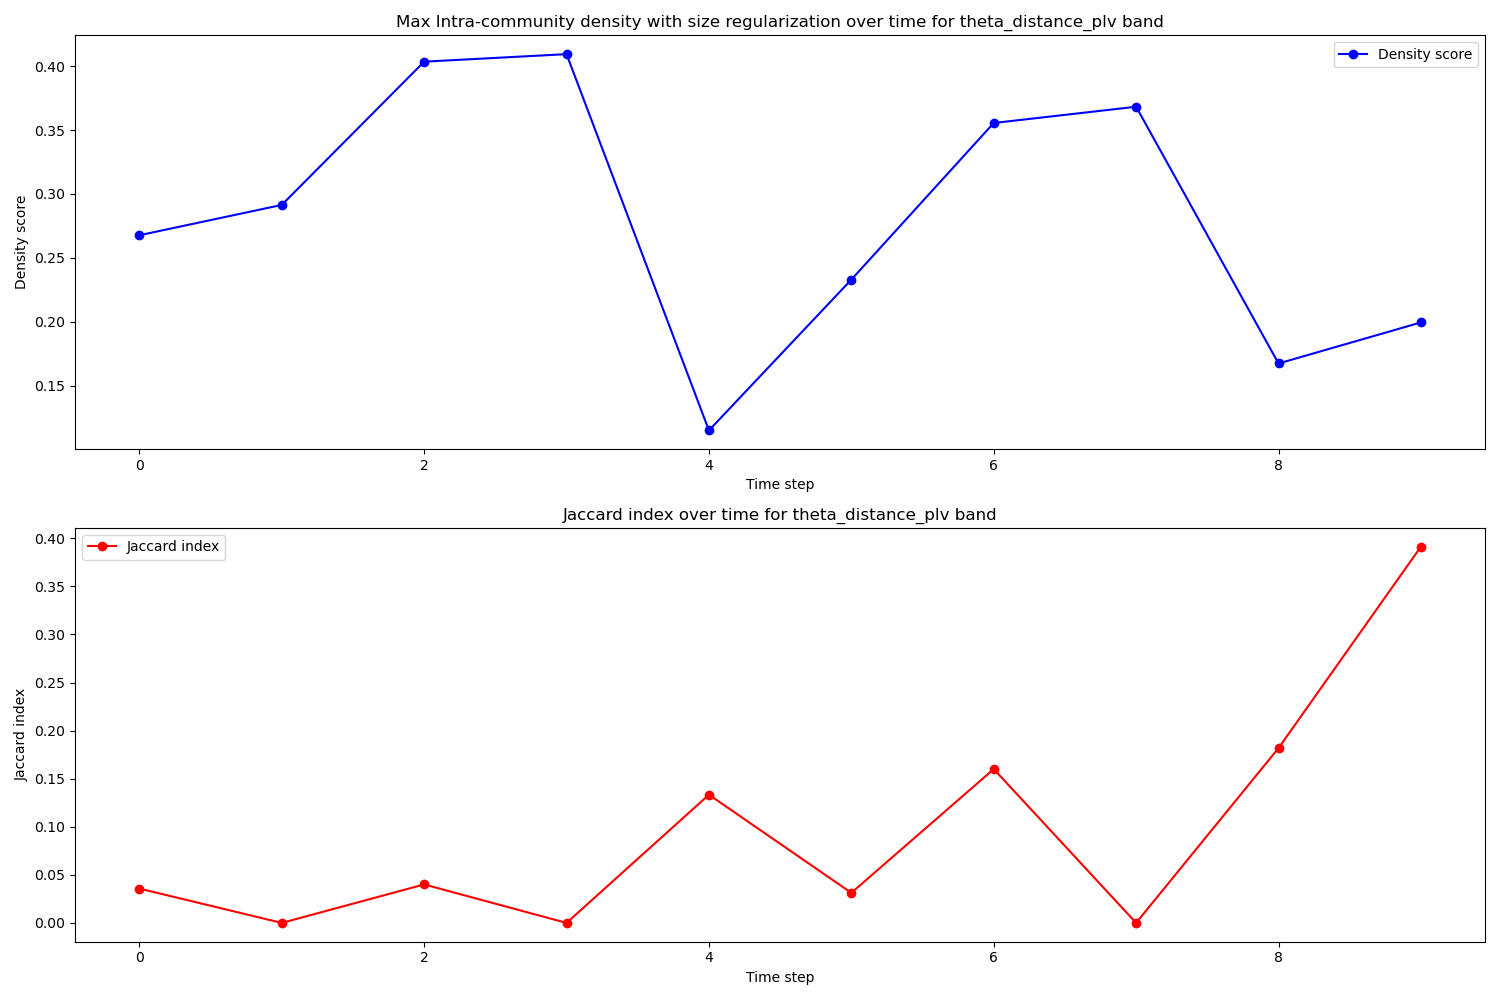 Max Intra-community density with size regularization over time for theta_distance_plv band
Density score
Density score
0.40
0.35
0.30
0.25
0.20
0.15
0 2 4 6 8
Time step
Jaccard index over time for theta_distance_plv band
Jaccard index
Jaccard index
0.40
0.35
0.30
0.25
0.20
0.15
0.10
0.05
0.00
0 2 4 6 8
Time step